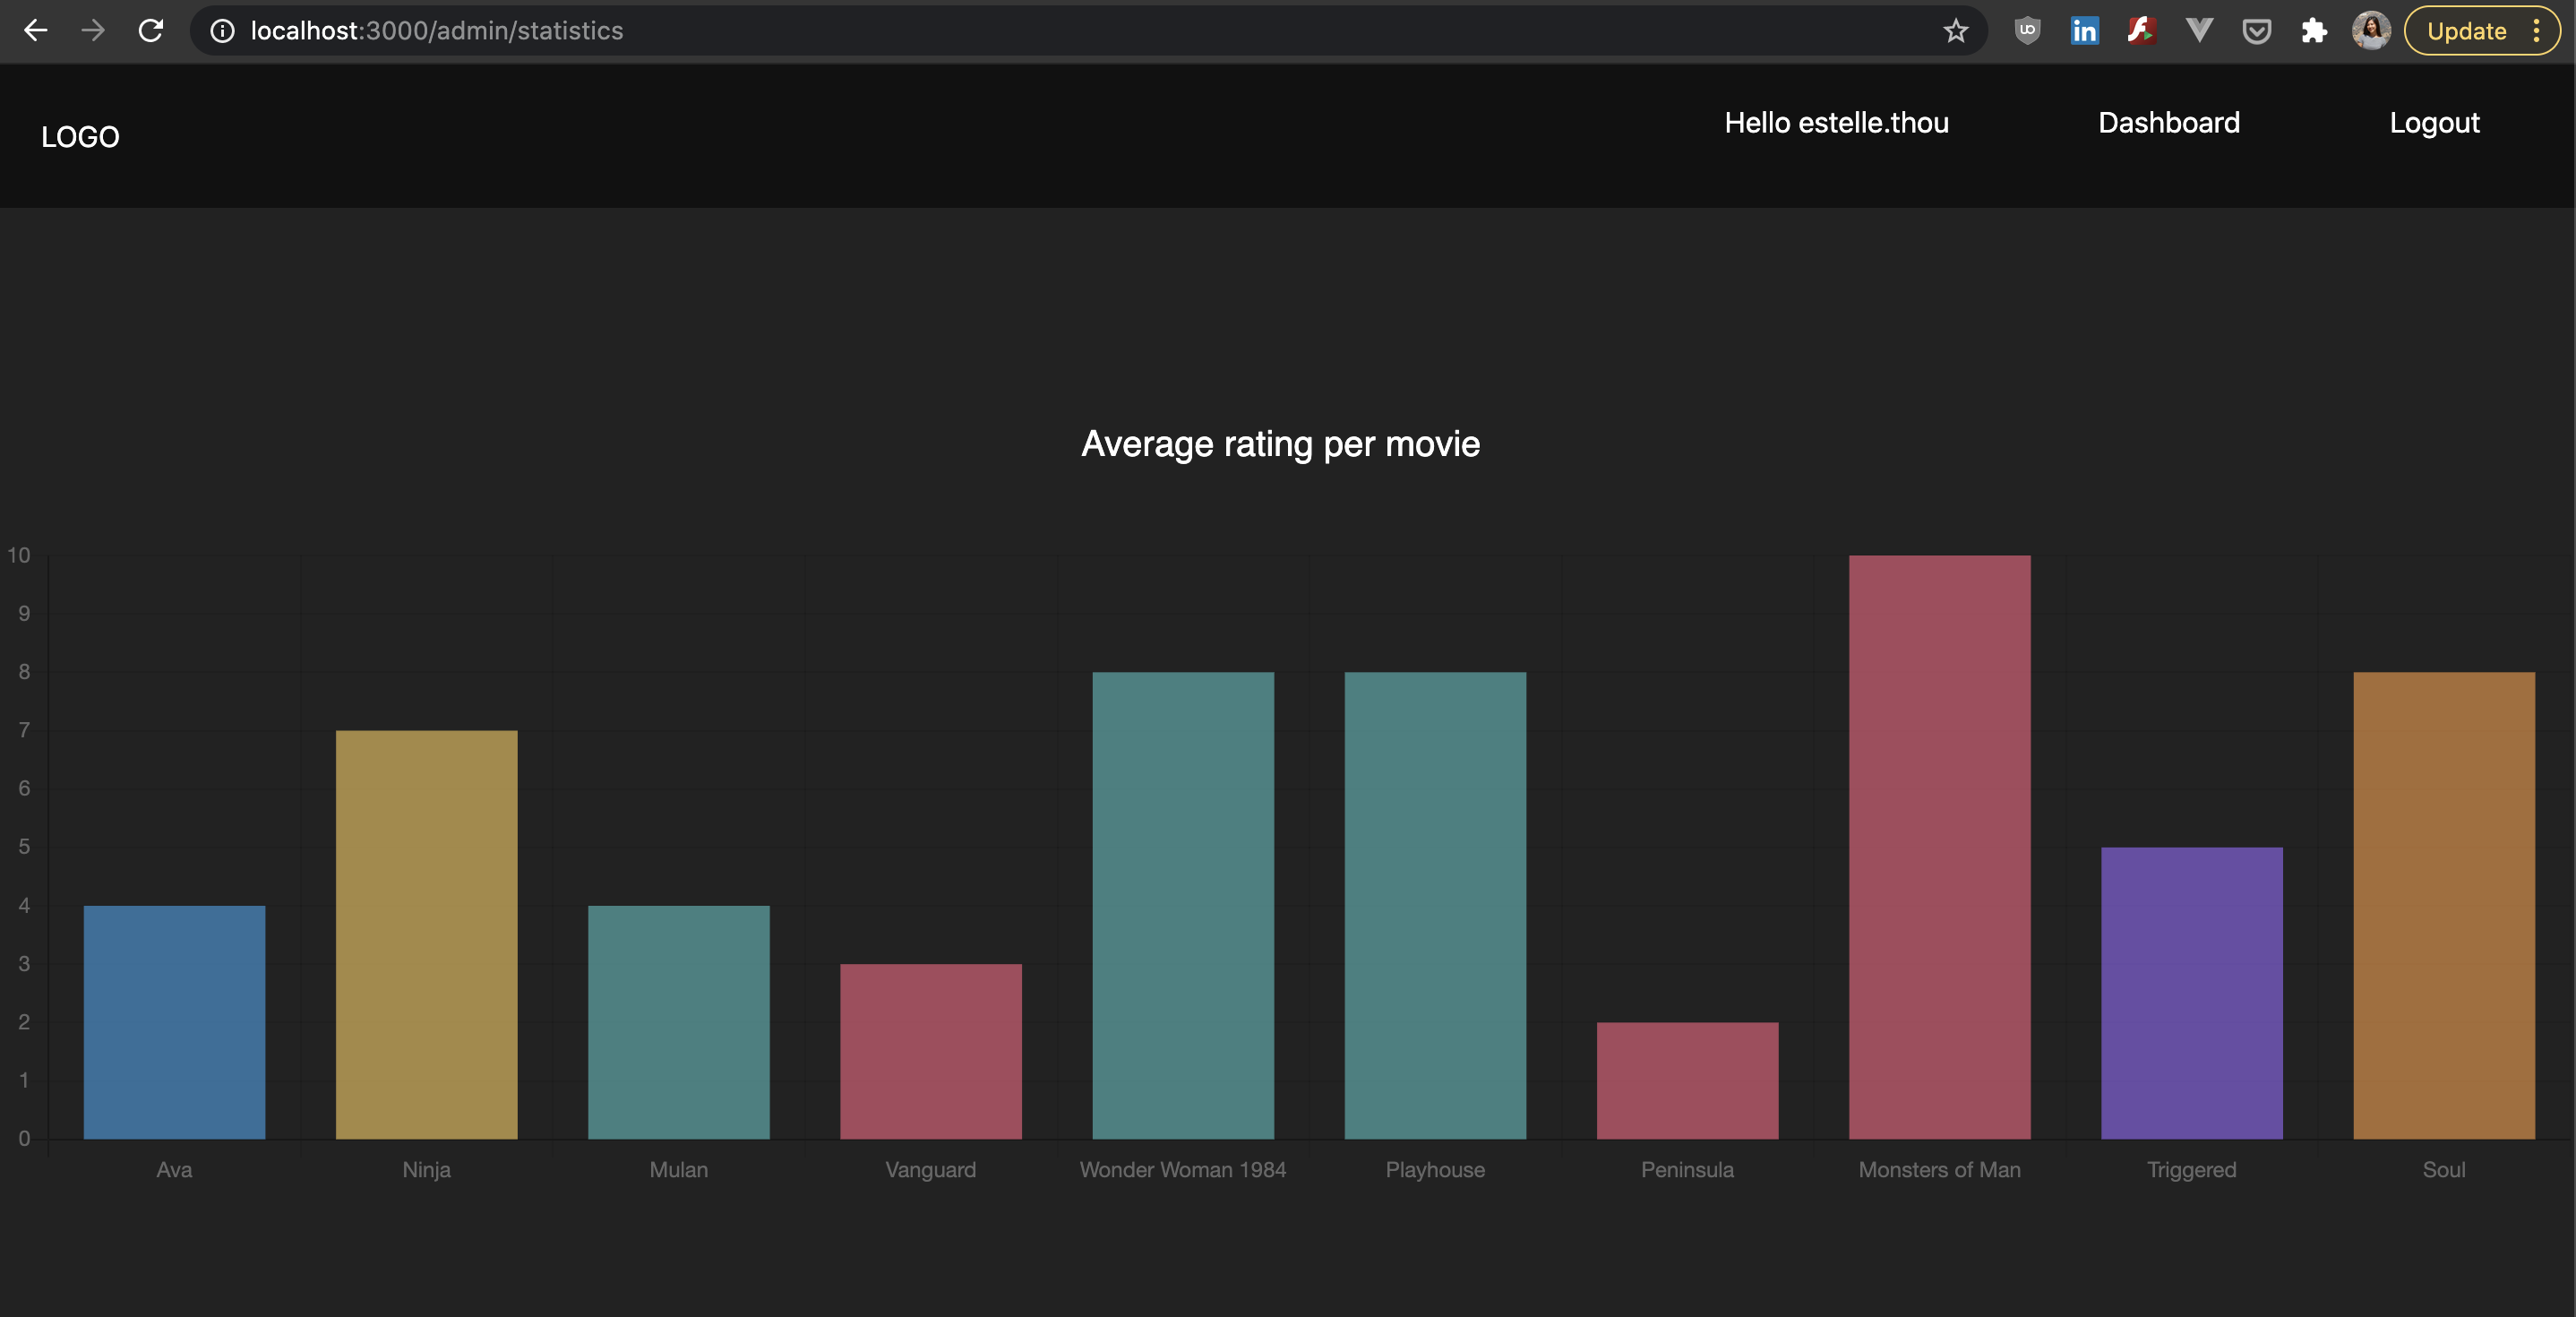 localhost:3000/admin/statistics
Update
LOGO
Hello estelle.thou
Dashboard
Logout
Average rating per movie
10
9
8
7
6
5
4
3
2
1
0
Ava
Ninja
Mulan
Vanguard
Wonder Woman 1984
Playhouse
Peninsula
Monsters of Man
Triggered
Soul